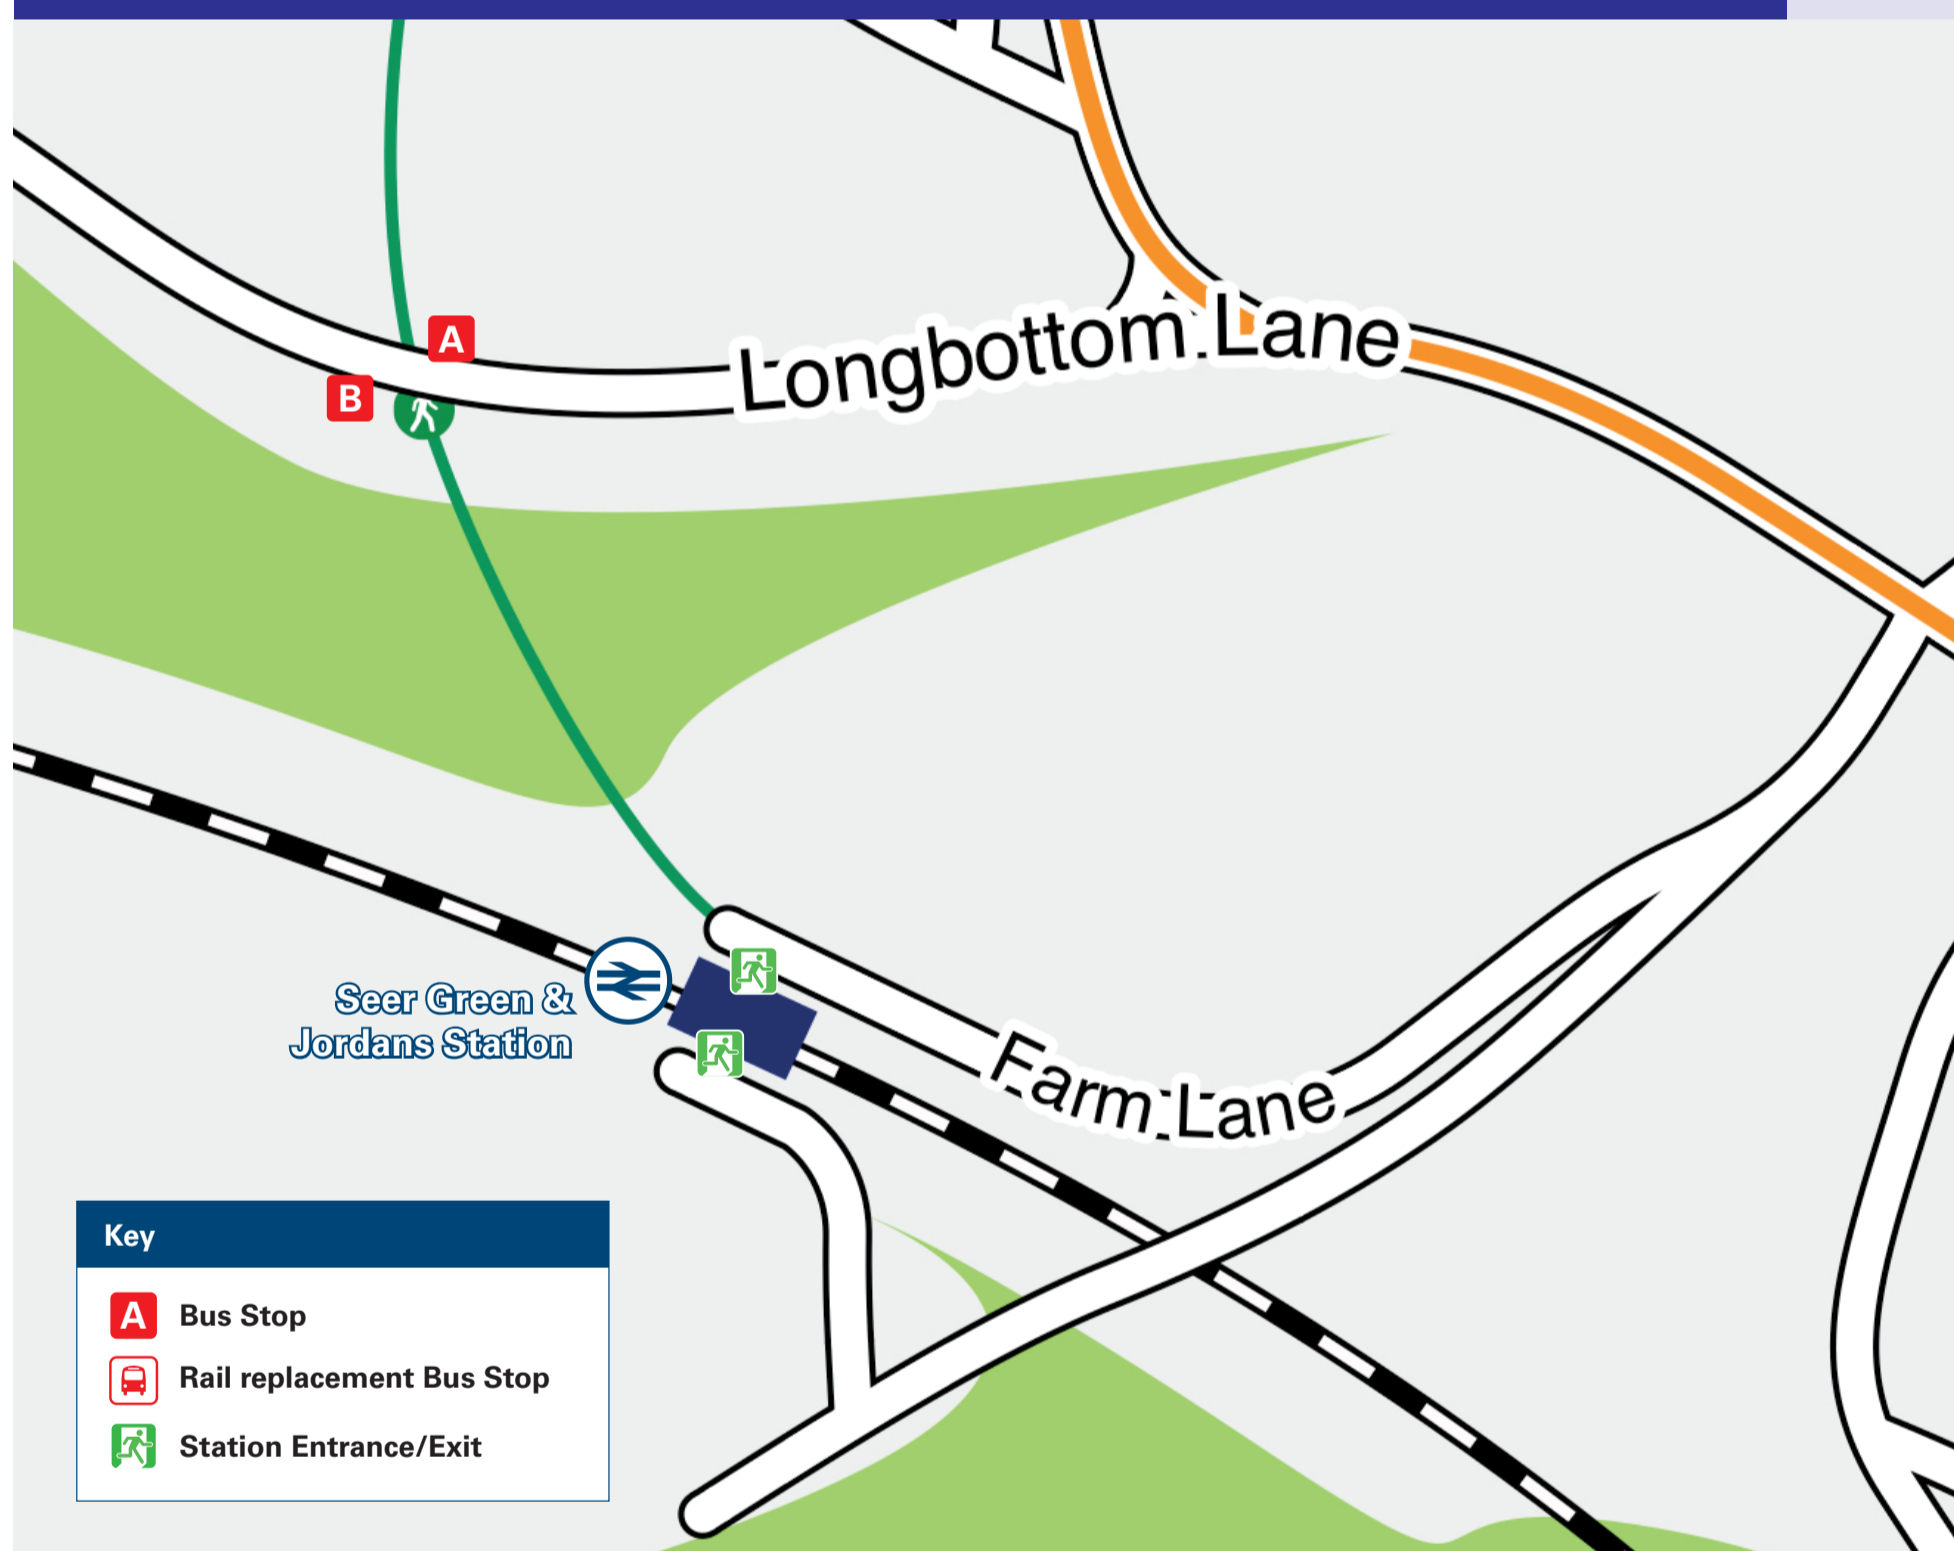 A
B
Longbottom Lane
Seer Green &
Jordans Station
Farm Lane
Key
A Bus Stop
Rail replacement Bus Stop
Station Entrance/Exit